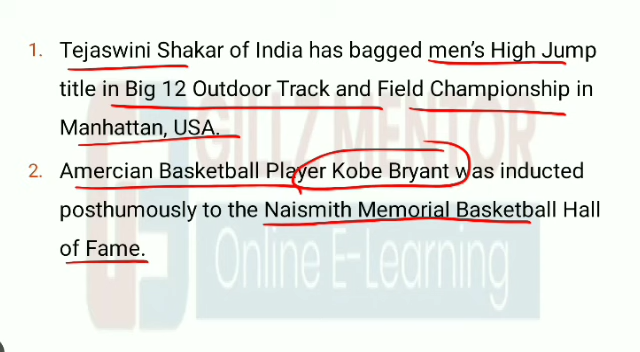 1. Tejaswini Shakar of India has bagged men's High Jump
title in Big 12 Outdoor Track and Field Championship in
Manhattan, USA.
2. Amercian Basketball Player Kobe Bryant was inducted
posthumously to the Naismith Memorial Basketball Hall
of Fame.
GILLZ MENTOR
Online E-Learning